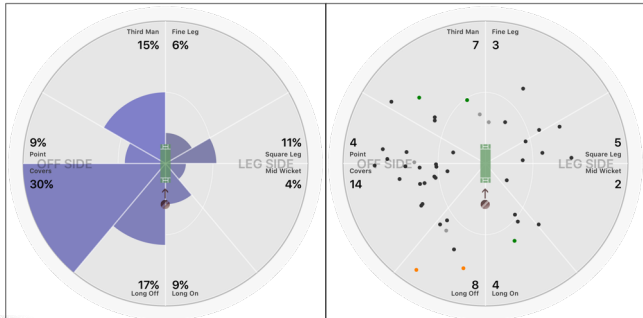 Third Man
15%
Fine Leg
6%
9%
Point
OFF SIDE
Covers
30%
11%
Square Leg
LEG SIDE
Mid Wicket
4%
17%
Long Off
9%
Long On
Third Man
7
Fine Leg
3
4
Point
OFF SIDE
Covers
14
5
Square Leg
LEG SIDE
Mid Wicket
2
8
Long Off
4
Long On